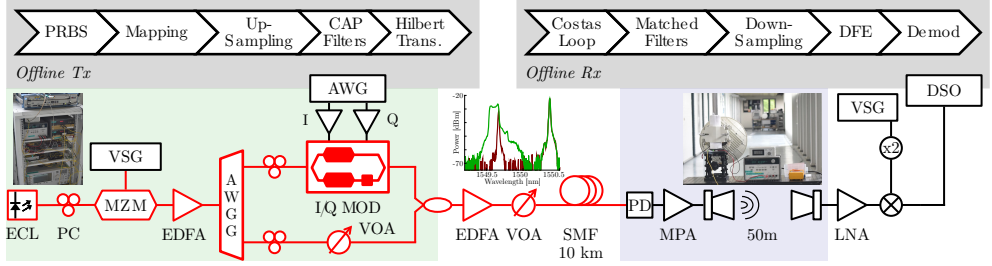 PRBS
Mapping
Up-
Sampling
CAP
Filters
Hilbert
Trans.
Offline Tx
Costas
Loop
Matched
Filters
Down-
Sampling
DFE
Demod
Offline Rx
AWG
I
Q
VSG
ECL
PC
MZM
EDFA
AWGG
I/Q MOD
VOA
-20
Power [dBm]
-70
1549.5
1550
1550.5
Wavelength [nm]
EDFA
VOA
SMF
10 km
PD
MPA
50m
LNA
VSG
x2
DSO